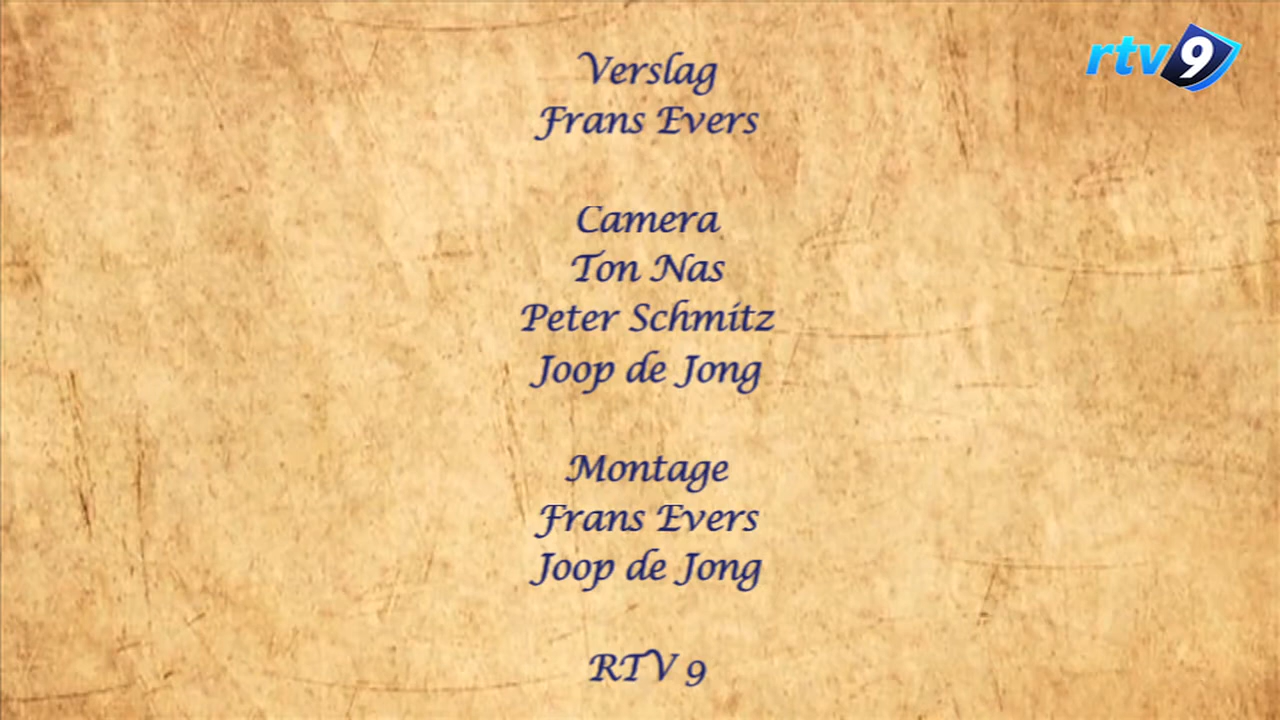 rtv9
Verslag
Frans Evers
Camera
Ton Nas
Peter Schmitz
Joop de Jong
Montage
Frans Evers
Joop de Jong
RTV 9